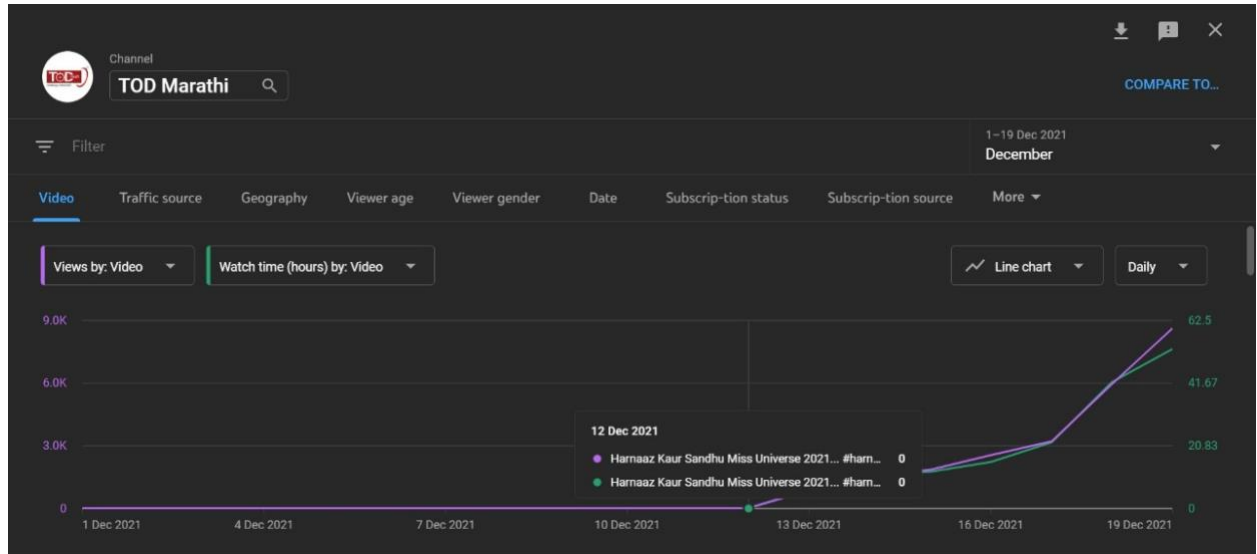 Channel
TOD Marathi
COMPARE TO...
Filter
1–19 Dec 2021
December
Video Traffic source Geography Viewer age Viewer gender Date Subscrip-tion status Subscrip-tion source More
Views by: Video Watch time (hours) by: Video Line chart Daily
9.0K 62.5
6.0K 41.67
12 Dec 2021
3.0K 20.83
Harnaaz Kaur Sandhu Miss Universe 2021... #harn... 0
Harnaaz Kaur Sandhu Miss Universe 2021... #harn... 0
0 0
1 Dec 2021 4 Dec 2021 7 Dec 2021 10 Dec 2021 13 Dec 2021 16 Dec 2021 19 Dec 2021